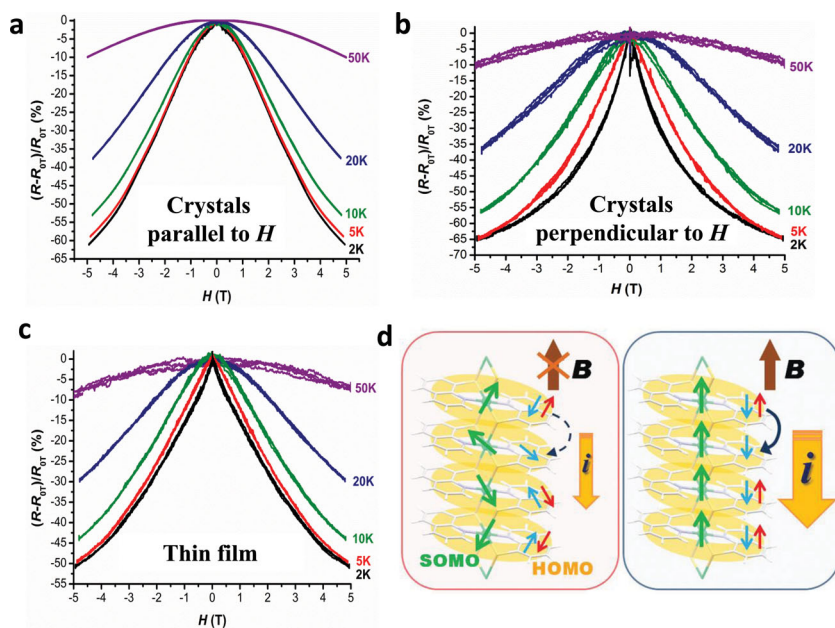 a
(R-R0T)/R0T (%)
0
-5
-10
-15
-20
-25
-30
-35
-40
-45
-50
-55
-60
-65
50K
20K
10K
5K
2K
Crystals
parallel to H
-5 -4 -3 -2 -1 0 1 2 3 4 5
H (T)
b
(R-R0T)/R0T (%)
0
-5
-10
-15
-20
-25
-30
-35
-40
-45
-50
-55
-60
-65
-70
50K
20K
10K
5K
2K
Crystals
perpendicular to H
-5 -4 -3 -2 -1 0 1 2 3 4 5
H (T)
c
(R-R0T)/R0T (%)
0
-5
-10
-15
-20
-25
-30
-35
-40
-45
-50
-55
50K
20K
10K
5K
2K
Thin film
-5 -4 -3 -2 -1 0 1 2 3 4 5
H (T)
d
B
i
SOMO HOMO
B
i